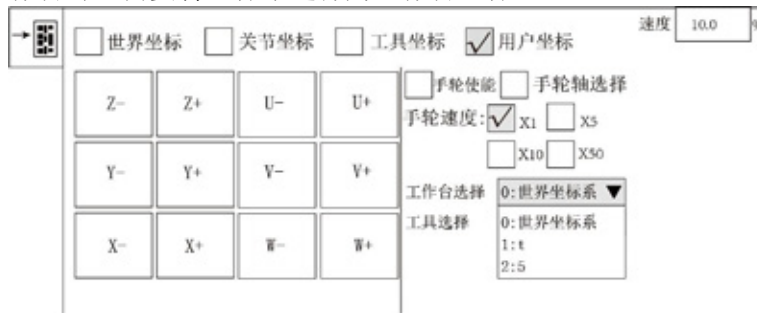 速度 10.0 %
世界坐标 关节坐标 工具坐标 用户坐标
Z- Z+ U- U+
手轮使能 手轮轴选择
手轮速度: X1 X5
X10 X50
Y- Y+ V- V+
工作台选择 0:世界坐标系
工具选择 0:世界坐标系
X- X+ W- W+
1:t
2:5